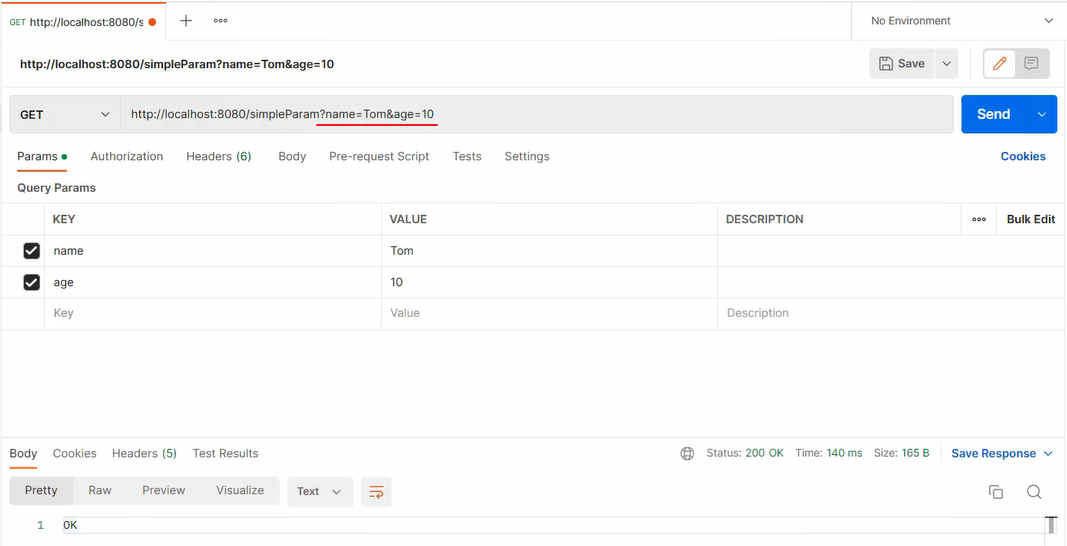 GET http://localhost:8080/s No Environment
http://localhost:8080/simpleParam?name=Tom&age=10 Save
GET http://localhost:8080/simpleParam?name=Tom&age=10 Send
Params Authorization Headers (6) Body Pre-request Script Tests Settings Cookies
Query Params
KEY VALUE DESCRIPTION Bulk Edit
name Tom
age 10
Key Value Description
Body Cookies Headers (5) Test Results Status: 200 OK Time: 140 ms Size: 165 B Save Response
Pretty Raw Preview Visualize Text
1 OK